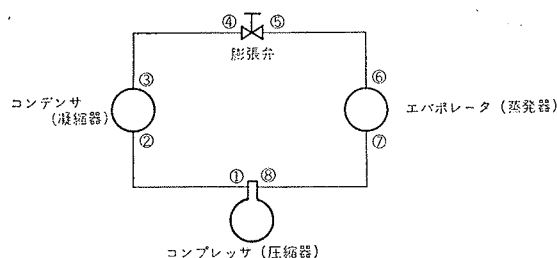 ④ ⑤
膨張弁
③ ⑥
コンデンサ
(凝縮器)
エバポレータ (蒸発器)
② ⑦
① ⑧
コンプレッサ (圧縮器)